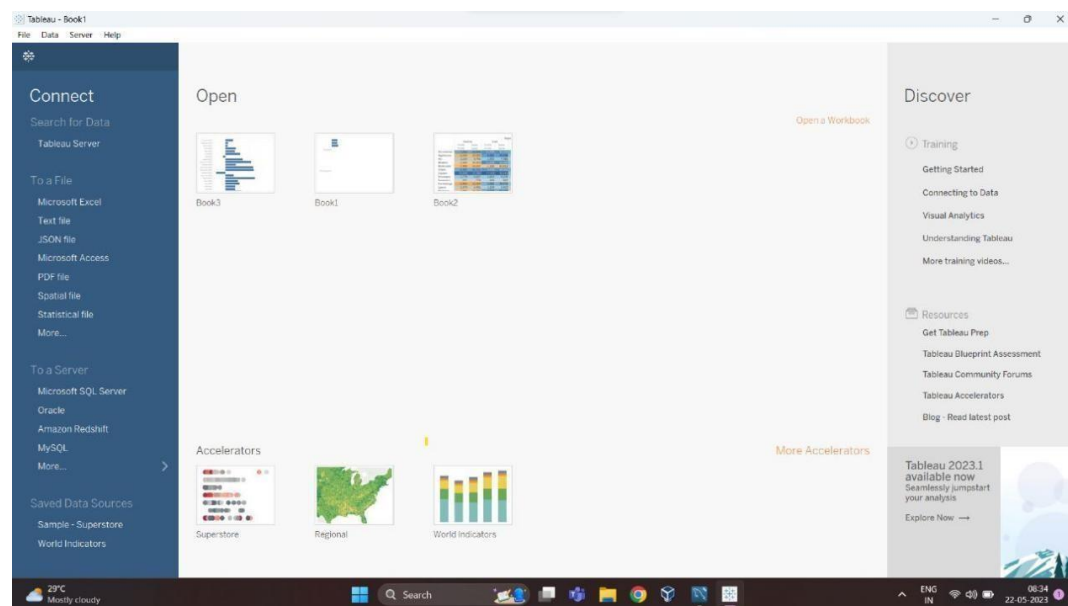 Tableau - Book1
File Data Server Help
Connect
Search for Data
Tableau Server
To a File
Microsoft Excel
Text file
JSON file
Microsoft Access
PDF file
Spatial file
Statistical file
More...
To a Server
Microsoft SQL Server
Oracle
Amazon Redshift
MySQL
More...
Saved Data Sources
Sample - Superstore
World Indicators
Open
Open a Workbook
Book3
Book1
Book2
Accelerators
More Accelerators
Superstore
Regional
World Indicators
Discover
Training
Getting Started
Connecting to Data
Visual Analytics
Understanding Tableau
More training videos...
Resources
Get Tableau Prep
Tableau Blueprint Assessment
Tableau Community Forums
Tableau Accelerators
Blog - Read latest post
Tableau 2023.1
available now
Seamlessly jumpstart
your analysis
Explore Now →
29°C
Mostly cloudy
Search
ENG
IN
08:34
22-05-2023
1